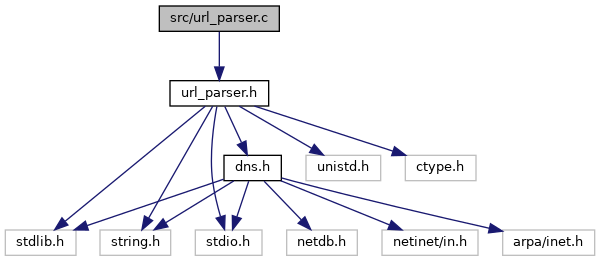 src/url_parser.c
url_parser.h
dns.h
unistd.h
ctype.h
stdlib.h
string.h
stdio.h
netdb.h
netinet/in.h
arpa/inet.h